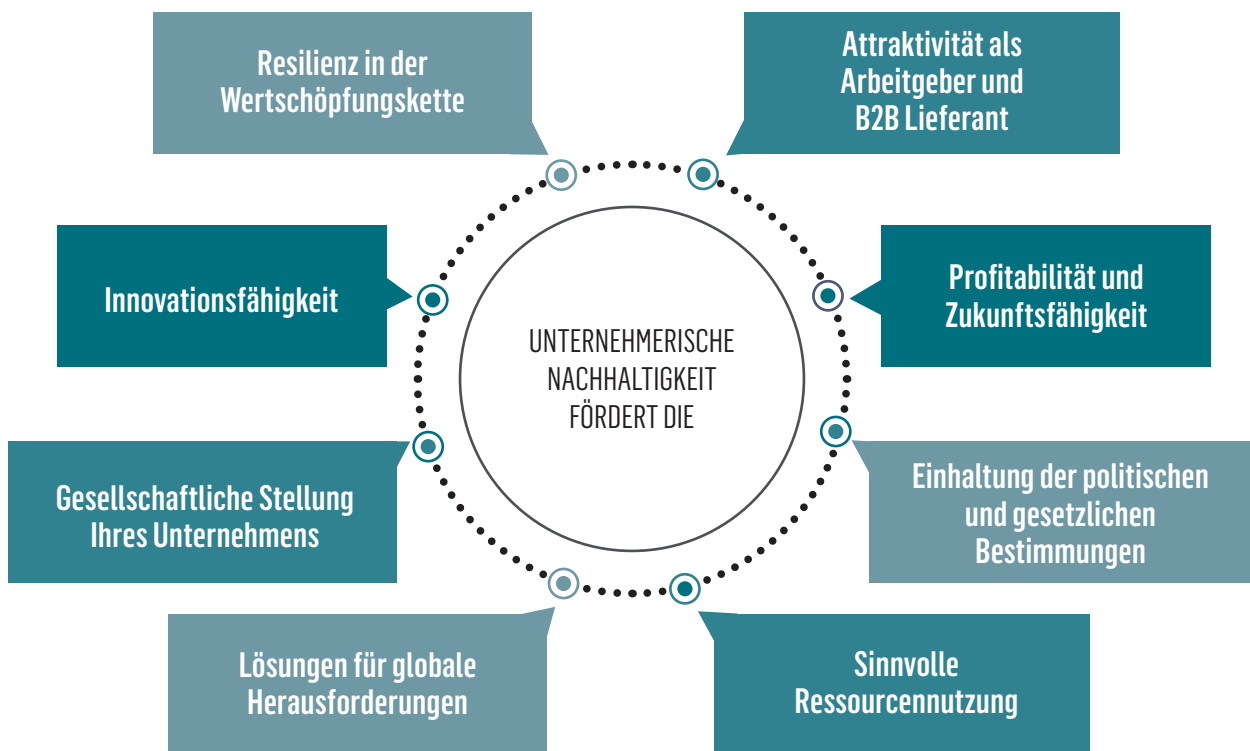 Resilienz in der
Wertschöpfungskette
Attraktivität als
Arbeitgeber und
B2B Lieferant
Innovationsfähigkeit
Profitabilität und
Zukunftsfähigkeit
UNTERNEHMERISCHE
NACHHALTIGKEIT
FÖRDERT DIE
Gesellschaftliche Stellung
Ihres Unternehmens
Einhaltung der politischen
und gesetzlichen
Bestimmungen
Lösungen für globale
Herausforderungen
Sinnvolle
Ressourcennutzung